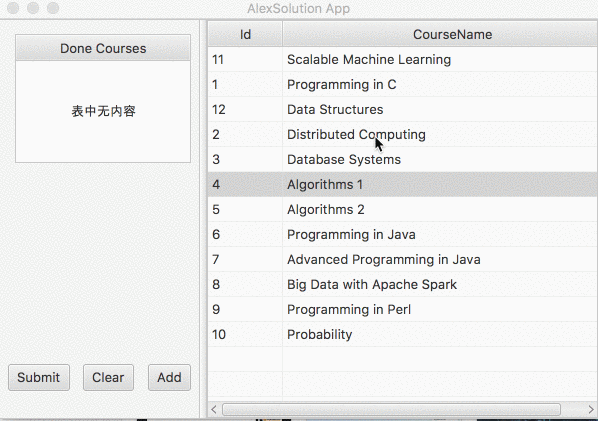 AlexSolution App
Done Courses
表中无内容
Submit
Clear
Add
Id CourseName
11 Scalable Machine Learning
1 Programming in C
12 Data Structures
2 Distributed Computing
3 Database Systems
4 Algorithms 1
5 Algorithms 2
6 Programming in Java
7 Advanced Programming in Java
8 Big Data with Apache Spark
9 Programming in Perl
10 Probability